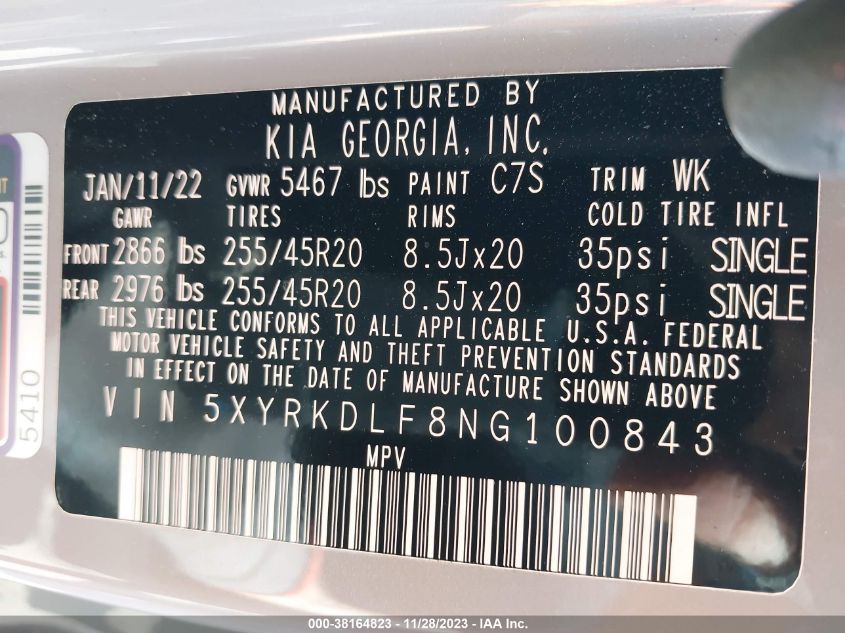 MANUFACTURED BY
KIA GEORGIA, INC.
JAN/11/22 GVWR 5467 lbs PAINT C7S TRIM WK
GAWR TIRES RIMS COLD TIRE INFL
FRONT 2866 lbs 255/45R20 8.5Jx20 35psi SINGLE
REAR 2976 lbs 255/45R20 8.5Jx20 35psi SINGLE
THIS VEHICLE CONFORMS TO ALL APPLICABLE U.S.A. FEDERAL
MOTOR VEHICLE SAFETY AND THEFT PREVENTION STANDARDS
IN EFFECT ON THE DATE OF MANUFACTURE SHOWN ABOVE
VIN 5XYRKDLF8NG100843
MPV
5410
000-38164823 - 11/28/2023 - IAA Inc.